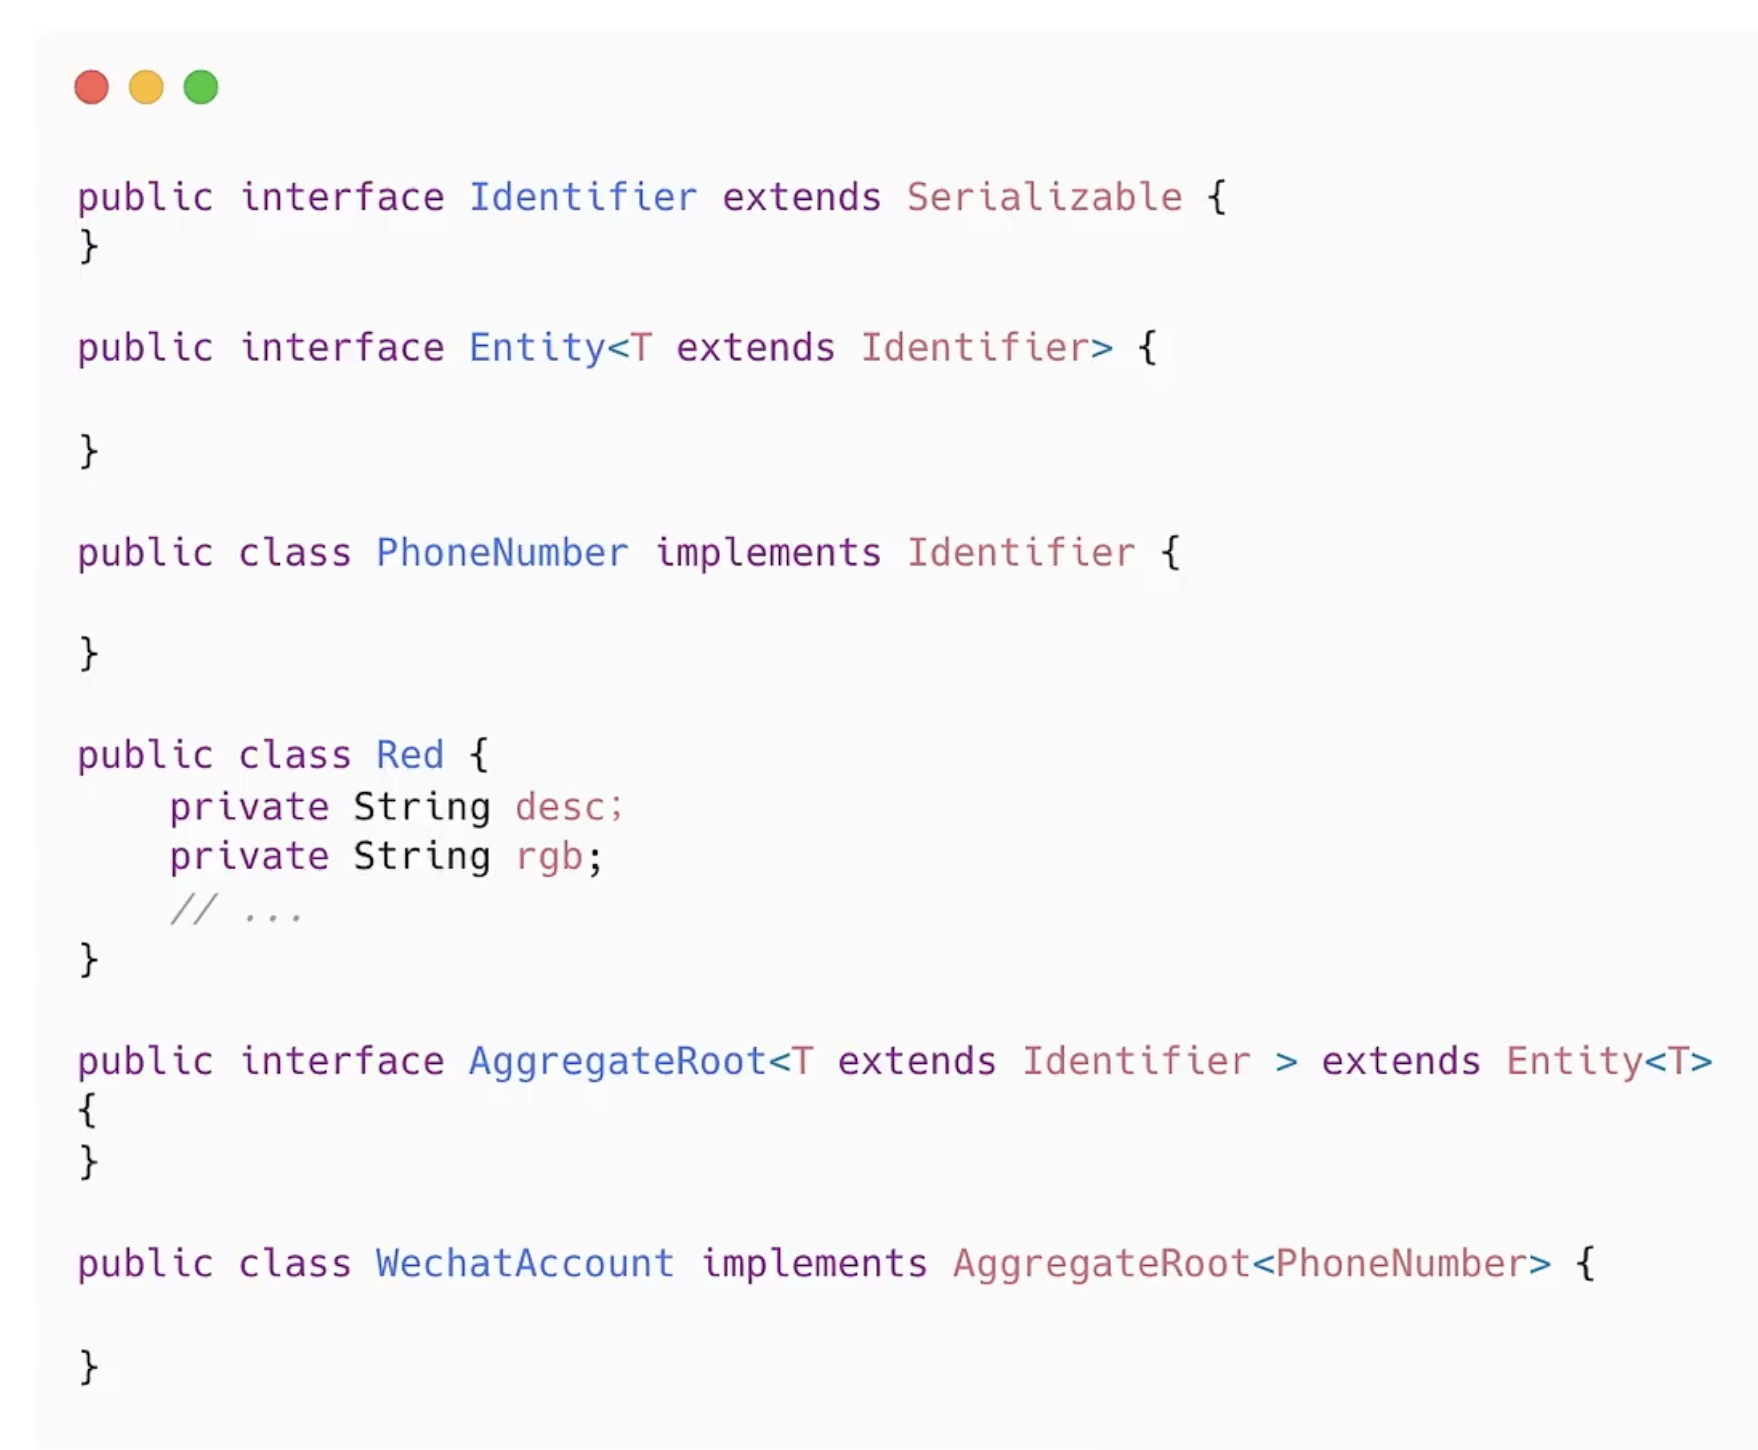 public interface Identifier extends Serializable {
}
public interface Entity<T extends Identifier> {
}
public class PhoneNumber implements Identifier {
}
public class Red {
    private String desc;
    private String rgb;
    // ...
}
public interface AggregateRoot<T extends Identifier > extends Entity<T>
{
}
public class WechatAccount implements AggregateRoot<PhoneNumber> {
}